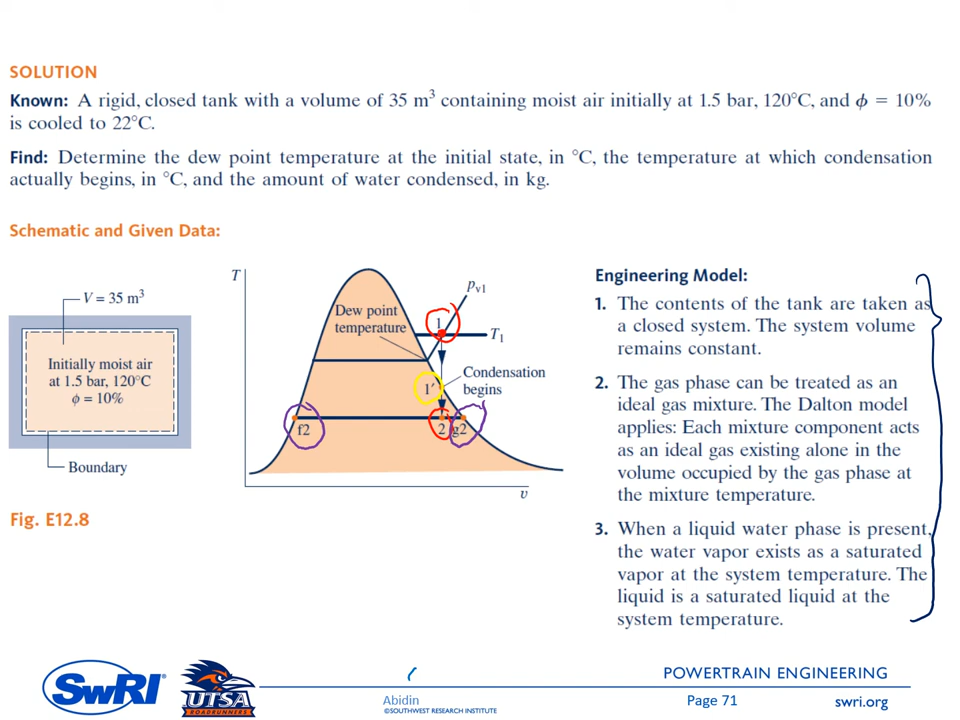 SOLUTION
Known: A rigid, closed tank with a volume of 35 m³ containing moist air initially at 1.5 bar, 120°C, and ϕ = 10%
is cooled to 22°C.
Find: Determine the dew point temperature at the initial state, in °C, the temperature at which condensation
actually begins, in °C, and the amount of water condensed, in kg.
Schematic and Given Data:
V = 35 m³
Initially moist air
at 1.5 bar, 120°C
ϕ = 10%
Boundary
Fig. E12.8
T
pv1
Dew point
temperature
1
T1
Condensation
begins
1′
f2
2
g2
v
Engineering Model:
1. The contents of the tank are taken as
a closed system. The system volume
remains constant.
2. The gas phase can be treated as an
ideal gas mixture. The Dalton model
applies: Each mixture component acts
as an ideal gas existing alone in the
volume occupied by the gas phase at
the mixture temperature.
3. When a liquid water phase is present,
the water vapor exists as a saturated
vapor at the system temperature. The
liquid is a saturated liquid at the
system temperature.
SwRI
UTSA
ROADRUNNERS
Abidin
©SOUTHWEST RESEARCH INSTITUTE
POWERTRAIN ENGINEERING
Page 71
swri.org